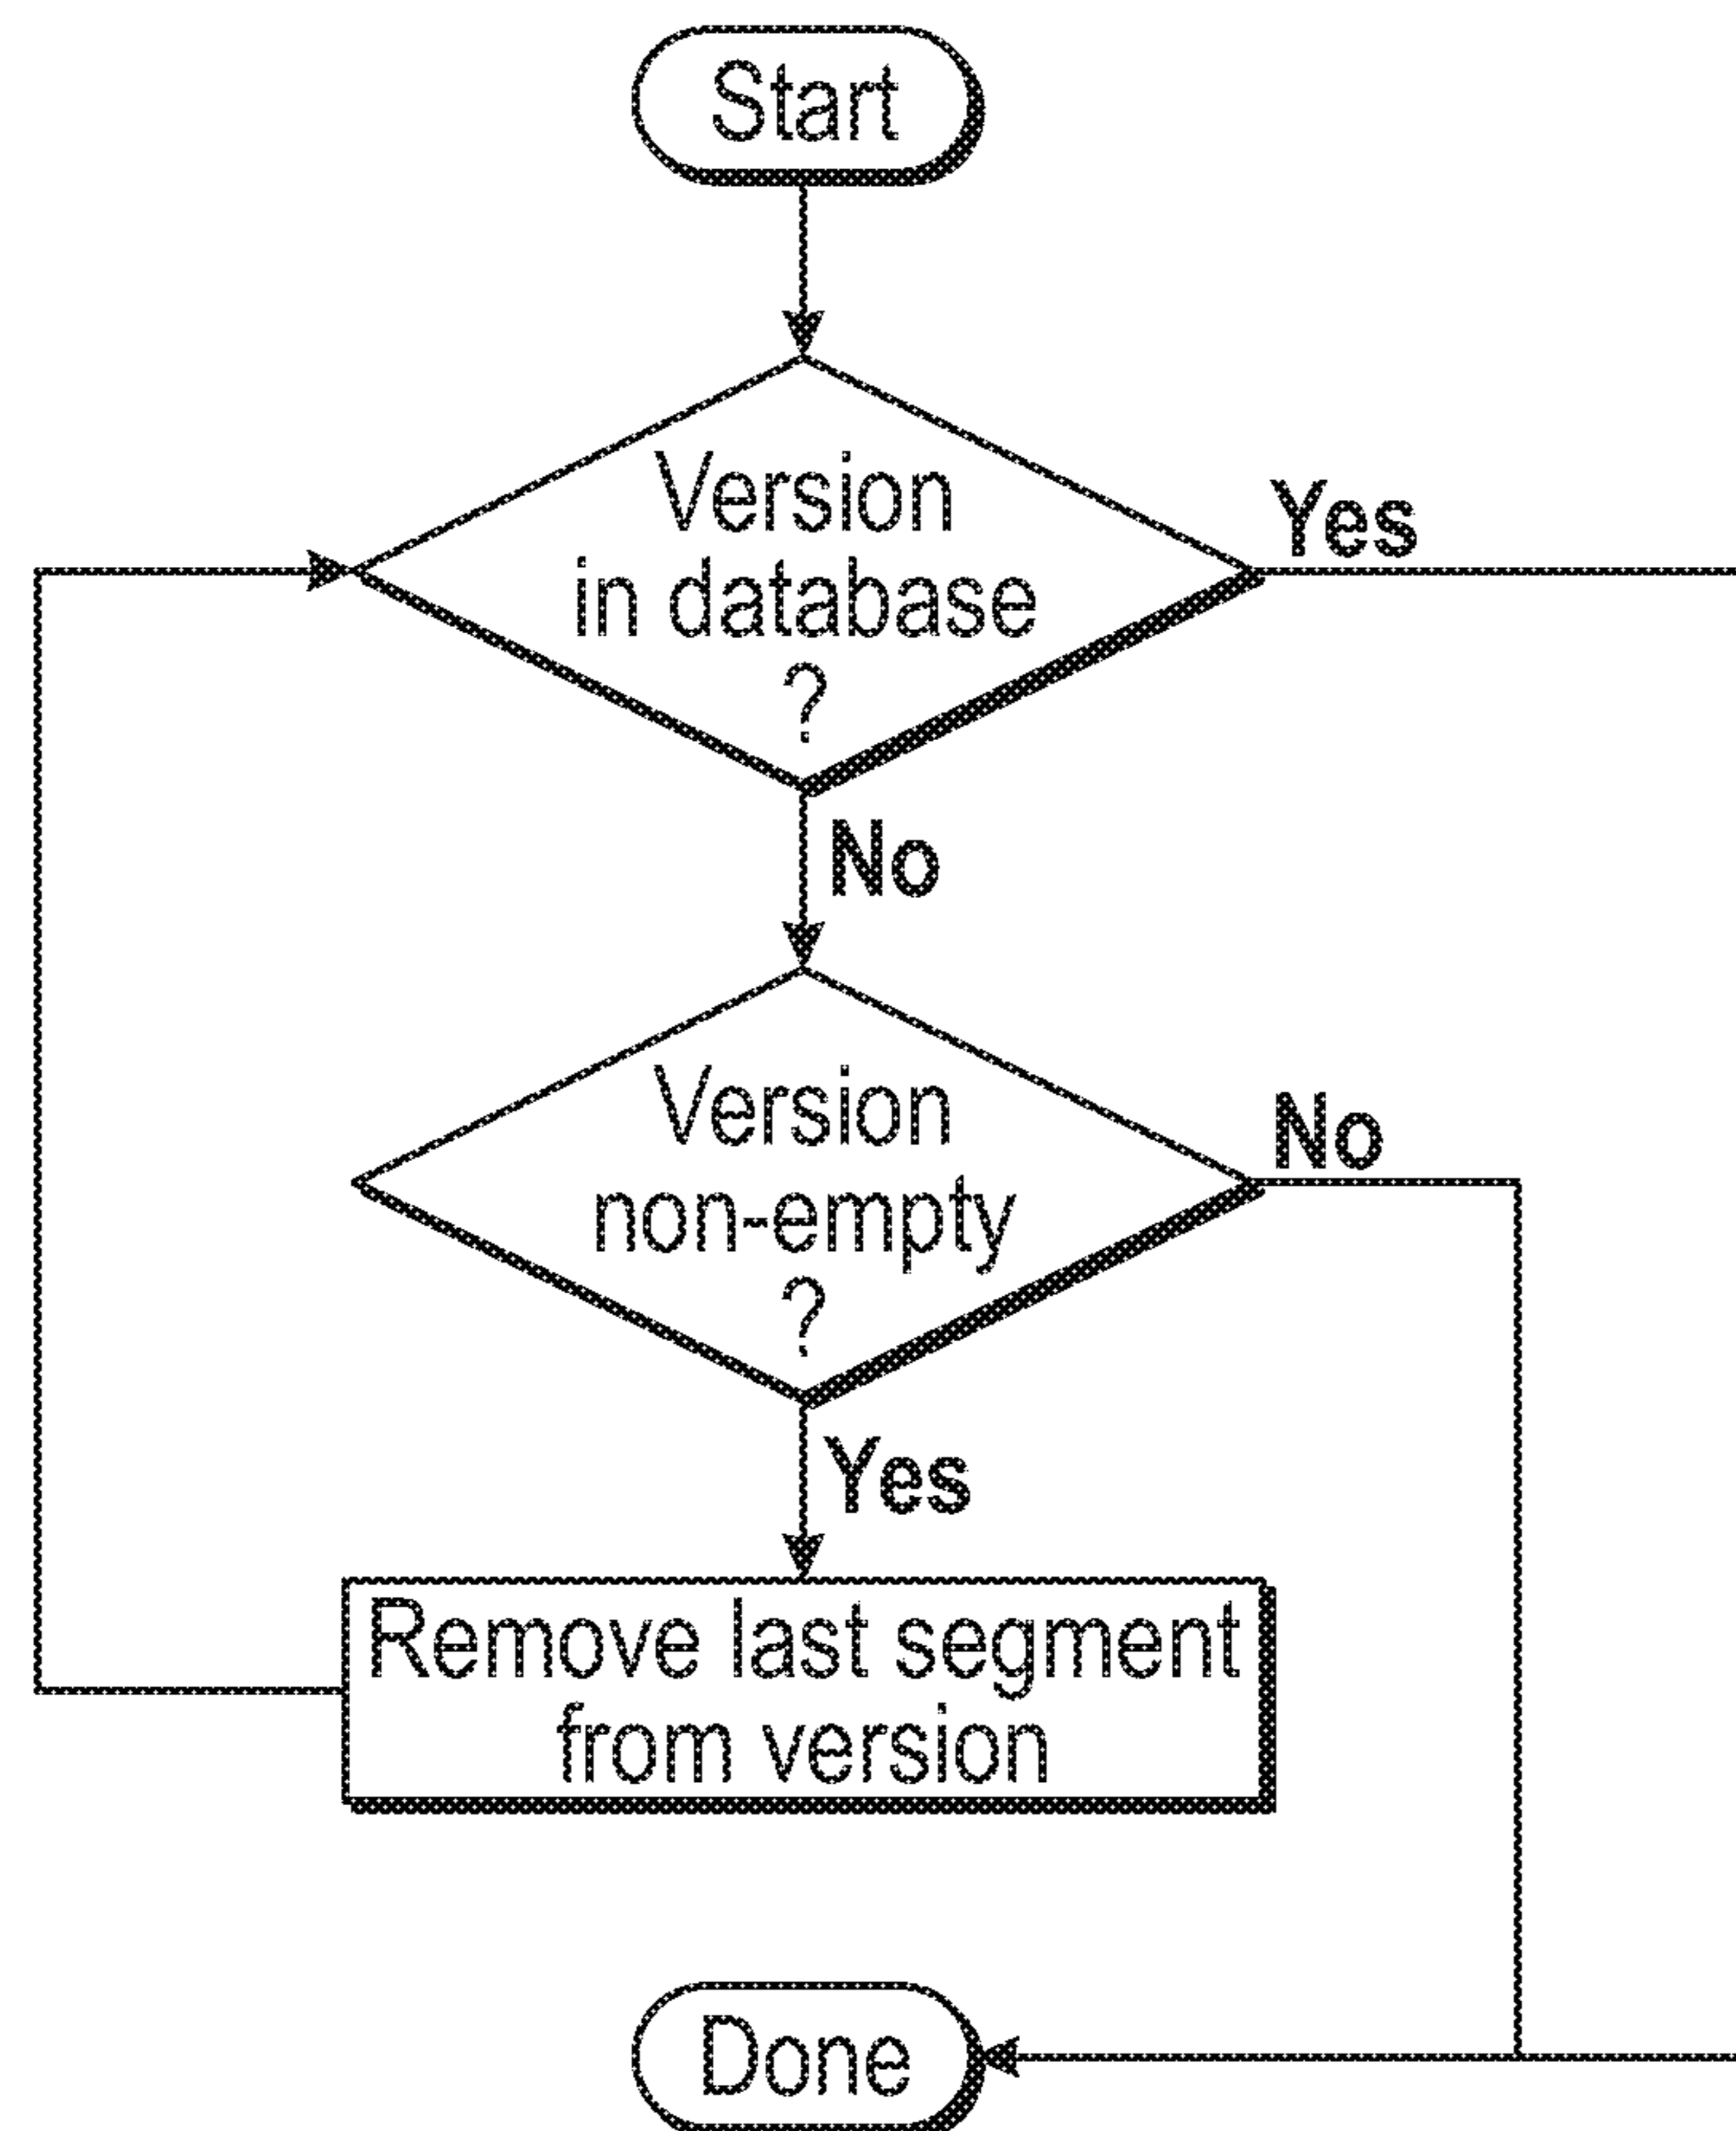 Start
Version
in database
?
Yes
No
Version
non-empty
?
No
Yes
Remove last segment
from version
Done